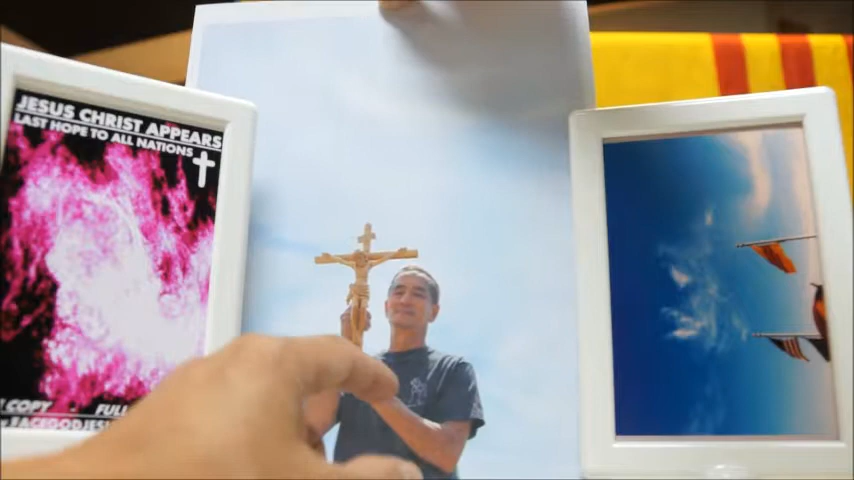 JESUS CHRIST APPEARS
LAST HOPE TO ALL NATIONS
COPY - FULL